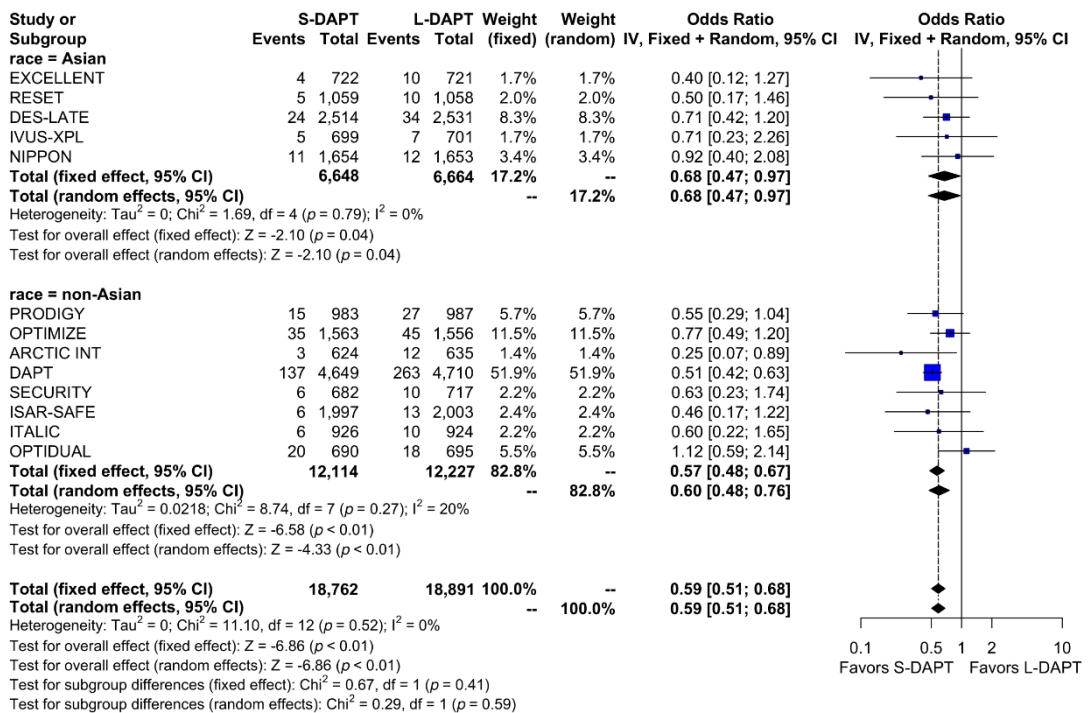 Study or S-DAPT L-DAPT Weight Weight Odds Ratio Odds Ratio
Subgroup Events Total Events Total (fixed) (random) IV, Fixed + Random, 95% CI IV, Fixed + Random, 95% CI
race = Asian
EXCELLENT 4 722 10 721 1.7% 1.7% 0.40 [0.12; 1.27]
RESET 5 1,059 10 1,058 2.0% 2.0% 0.50 [0.17; 1.46]
DES-LATE 24 2,514 34 2,531 8.3% 8.3% 0.71 [0.42; 1.20]
IVUS-XPL 5 699 7 701 1.7% 1.7% 0.71 [0.23; 2.26]
NIPPON 11 1,654 12 1,653 3.4% 3.4% 0.92 [0.40; 2.08]
Total (fixed effect, 95% CI) 6,648 6,664 17.2% -- 0.68 [0.47; 0.97]
Total (random effects, 95% CI) -- 17.2% 0.68 [0.47; 0.97]
Heterogeneity: Tau² = 0; Chi² = 1.69, df = 4 (p = 0.79); I² = 0%
Test for overall effect (fixed effect): Z = -2.10 (p = 0.04)
Test for overall effect (random effects): Z = -2.10 (p = 0.04)
race = non-Asian
PRODIGY 15 983 27 987 5.7% 5.7% 0.55 [0.29; 1.04]
OPTIMIZE 35 1,563 45 1,556 11.5% 11.5% 0.77 [0.49; 1.20]
ARCTIC INT 3 624 12 635 1.4% 1.4% 0.25 [0.07; 0.89]
DAPT 137 4,649 263 4,710 51.9% 51.9% 0.51 [0.42; 0.63]
SECURITY 6 682 10 717 2.2% 2.2% 0.63 [0.23; 1.74]
ISAR-SAFE 6 1,997 13 2,003 2.4% 2.4% 0.46 [0.17; 1.22]
ITALIC 6 926 10 924 2.2% 2.2% 0.60 [0.22; 1.65]
OPTIDUAL 20 690 18 695 5.5% 5.5% 1.12 [0.59; 2.14]
Total (fixed effect, 95% CI) 12,114 12,227 82.8% -- 0.57 [0.48; 0.67]
Total (random effects, 95% CI) -- 82.8% 0.60 [0.48; 0.76]
Heterogeneity: Tau² = 0.0218; Chi² = 8.74, df = 7 (p = 0.27); I² = 20%
Test for overall effect (fixed effect): Z = -6.58 (p < 0.01)
Test for overall effect (random effects): Z = -4.33 (p < 0.01)
Total (fixed effect, 95% CI) 18,762 18,891 100.0% -- 0.59 [0.51; 0.68]
Total (random effects, 95% CI) -- 100.0% 0.59 [0.51; 0.68]
Heterogeneity: Tau² = 0; Chi² = 11.10, df = 12 (p = 0.52); I² = 0%
Test for overall effect (fixed effect): Z = -6.86 (p < 0.01)
Test for overall effect (random effects): Z = -6.86 (p < 0.01)
Test for subgroup differences (fixed effect): Chi² = 0.67, df = 1 (p = 0.41)
Test for subgroup differences (random effects): Chi² = 0.29, df = 1 (p = 0.59)
0.1 0.5 1 2 10
Favors S-DAPT Favors L-DAPT